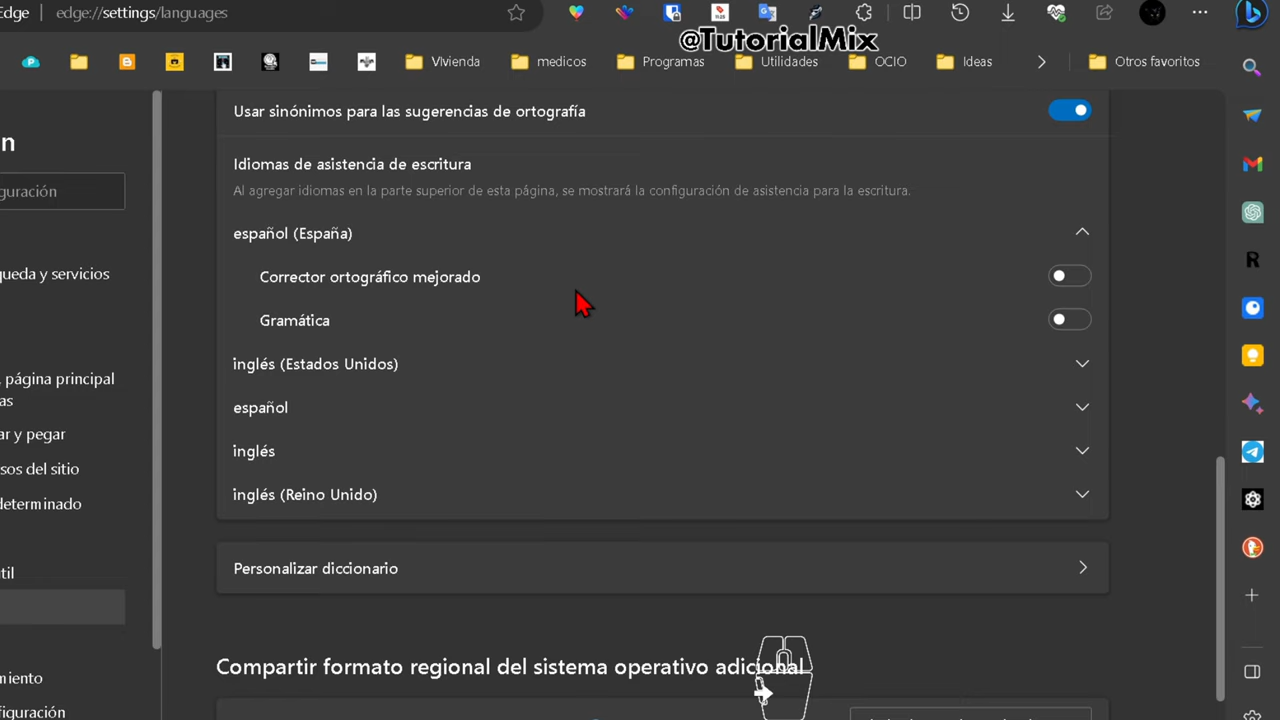 Edge
edge://settings/languages
@TutorialMix
VIvienda
medicos
Programas
Utilidades
OCIO
Ideas
Otros favoritos
n
guración
ueda y servicios
, página principal
as
ar y pegar
sos del sitio
determinado
til
miento
nfiguración
Usar sinónimos para las sugerencias de ortografía
Idiomas de asistencia de escritura
Al agregar idiomas en la parte superior de esta página, se mostrará la configuración de asistencia para la escritura.
español (España)
Corrector ortográfico mejorado
Gramática
inglés (Estados Unidos)
español
inglés
inglés (Reino Unido)
Personalizar diccionario
Compartir formato regional del sistema operativo adicional